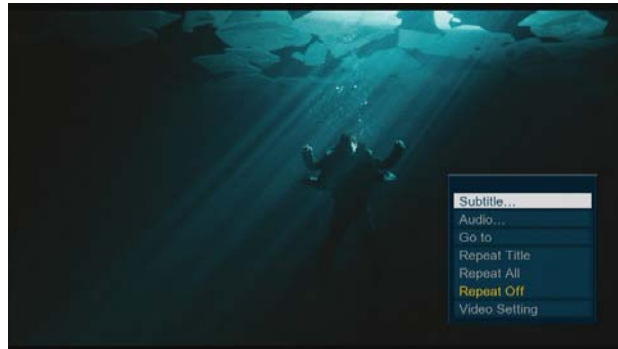 Subtitle...
Audio...
Go to
Repeat Title
Repeat All
Repeat Off
Video Setting